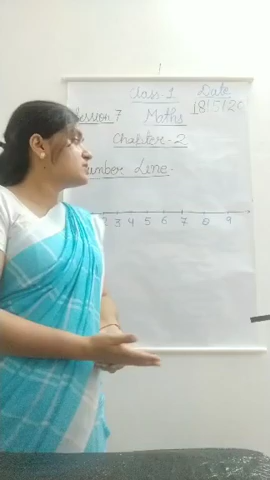 Class-1 Date
Session 7 Maths 18/5/20
Chapter-2
Number Line-
2 3 4 5 6 7 8 9